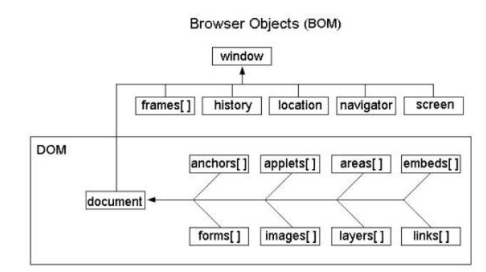 Browser Objects (BOM)
window
frames[ ] history location navigator screen
DOM
anchors[ ] applets[ ] areas[ ] embeds[ ]
document
forms[ ] images[ ] layers[ ] links[ ]